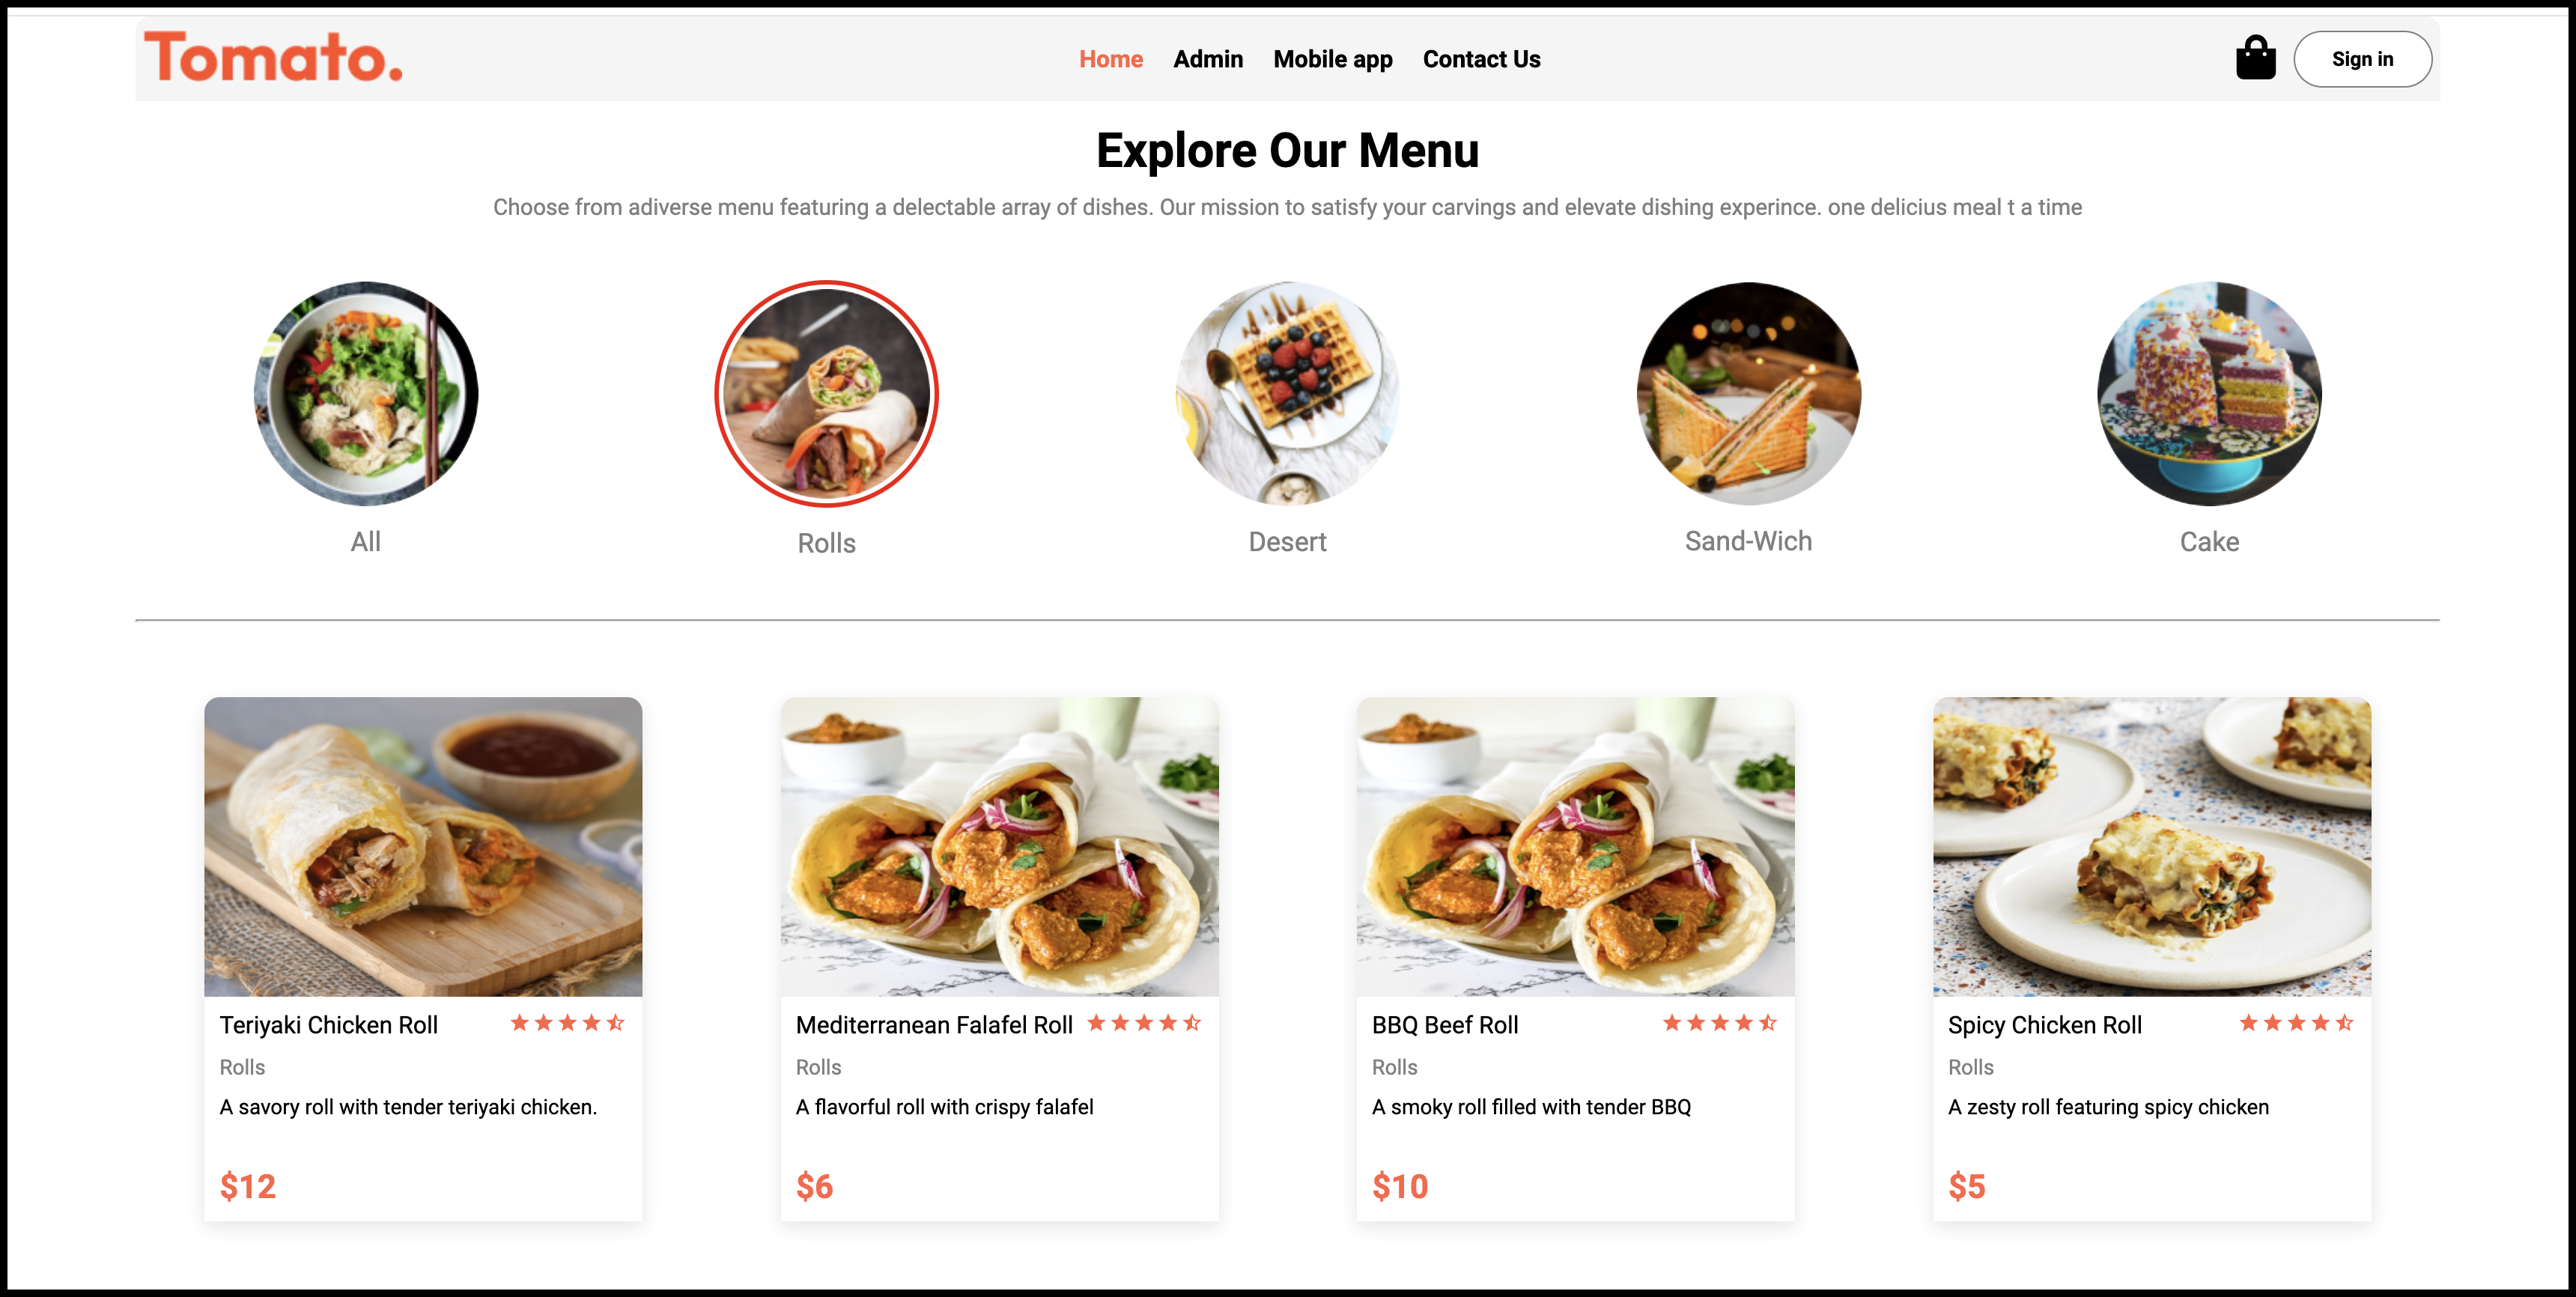 Tomato.
Home Admin Mobile app Contact Us
Sign in
Explore Our Menu
Choose from adiverse menu featuring a delectable array of dishes. Our mission to satisfy your carvings and elevate dishing experince. one delicius meal t a time
All
Rolls
Desert
Sand-Wich
Cake
Teriyaki Chicken Roll
Rolls
A savory roll with tender teriyaki chicken.
$12
Mediterranean Falafel Roll
Rolls
A flavorful roll with crispy falafel
$6
BBQ Beef Roll
Rolls
A smoky roll filled with tender BBQ
$10
Spicy Chicken Roll
Rolls
A zesty roll featuring spicy chicken
$5